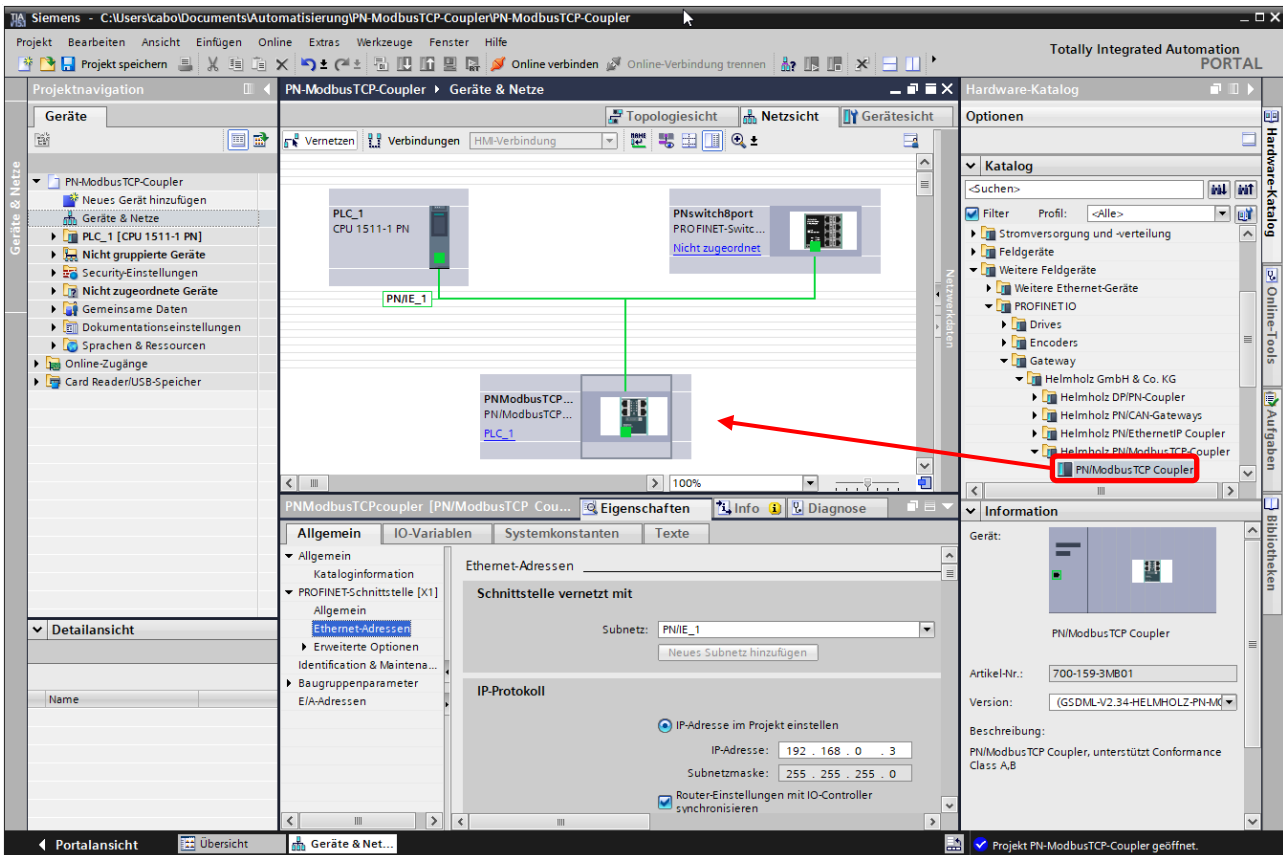 Siemens - C:\Users\cabo\Documents\Automatisierung\PN-ModbusTCP-Coupler\PN-ModbusTCP-Coupler
Projekt Bearbeiten Ansicht Einfügen Online Extras Werkzeuge Fenster Hilfe
Totally Integrated Automation
PORTAL
Projekt speichern
Online verbinden
Online-Verbindung trennen
Projektnavigation
Geräte
Geräte & Netze
PN-ModbusTCP-Coupler
Neues Gerät hinzufügen
Geräte & Netze
PLC_1 [CPU 1511-1 PN]
Nicht gruppierte Geräte
Security-Einstellungen
Nicht zugeordnete Geräte
Gemeinsame Daten
Dokumentationseinstellungen
Sprachen & Ressourcen
Online-Zugänge
Card Reader/USB-Speicher
Detailansicht
Name
PN-ModbusTCP-Coupler Geräte & Netze
Topologiesicht Netzsicht Gerätesicht
Vernetzen Verbindungen HMI-Verbindung
PLC_1
CPU 1511-1 PN
PNswitch8port
PROFINET-Switc...
Nicht zugeordnet
PN/IE_1
PNModbusTCP...
PN/ModbusTCP...
PLC_1
100%
Netzwerkdaten
PNModbusTCPcoupler [PN/ModbusTCP Cou...
Eigenschaften Info Diagnose
Allgemein IO-Variablen Systemkonstanten Texte
Allgemein
Kataloginformation
PROFINET-Schnittstelle [X1]
Allgemein
Ethernet-Adressen
Erweiterte Optionen
Identification & Maintena...
Baugruppenparameter
E/A-Adressen
Ethernet-Adressen
Schnittstelle vernetzt mit
Subnetz: PN/IE_1
Neues Subnetz hinzufügen
IP-Protokoll
IP-Adresse im Projekt einstellen
IP-Adresse: 192 . 168 . 0 . 3
Subnetzmaske: 255 . 255 . 255 . 0
Router-Einstellungen mit IO-Controller
synchronisieren
Hardware-Katalog
Optionen
Katalog
<Suchen>
Filter Profil: <Alle>
Stromversorgung und -verteilung
Feldgeräte
Weitere Feldgeräte
Weitere Ethernet-Geräte
PROFINET IO
Drives
Encoders
Gateway
Helmholz GmbH & Co. KG
Helmholz DP/PN-Coupler
Helmholz PN/CAN-Gateways
Helmholz PN/EthernetIP Coupler
Helmholz PN/ModbusTCP-Coupler
PN/ModbusTCP Coupler
Information
Gerät:
PN/ModbusTCP Coupler
Artikel-Nr.: 700-159-3MB01
Version: (GSDML-V2.34-HELMHOLZ-PN-MO
Beschreibung:
PN/ModbusTCP Coupler, unterstützt Conformance
Class A,B
Hardware-Katalog
Online-Tools
Aufgaben
Bibliotheken
Portalansicht Übersicht Geräte & Net...
Projekt PN-ModbusTCP-Coupler geöffnet.